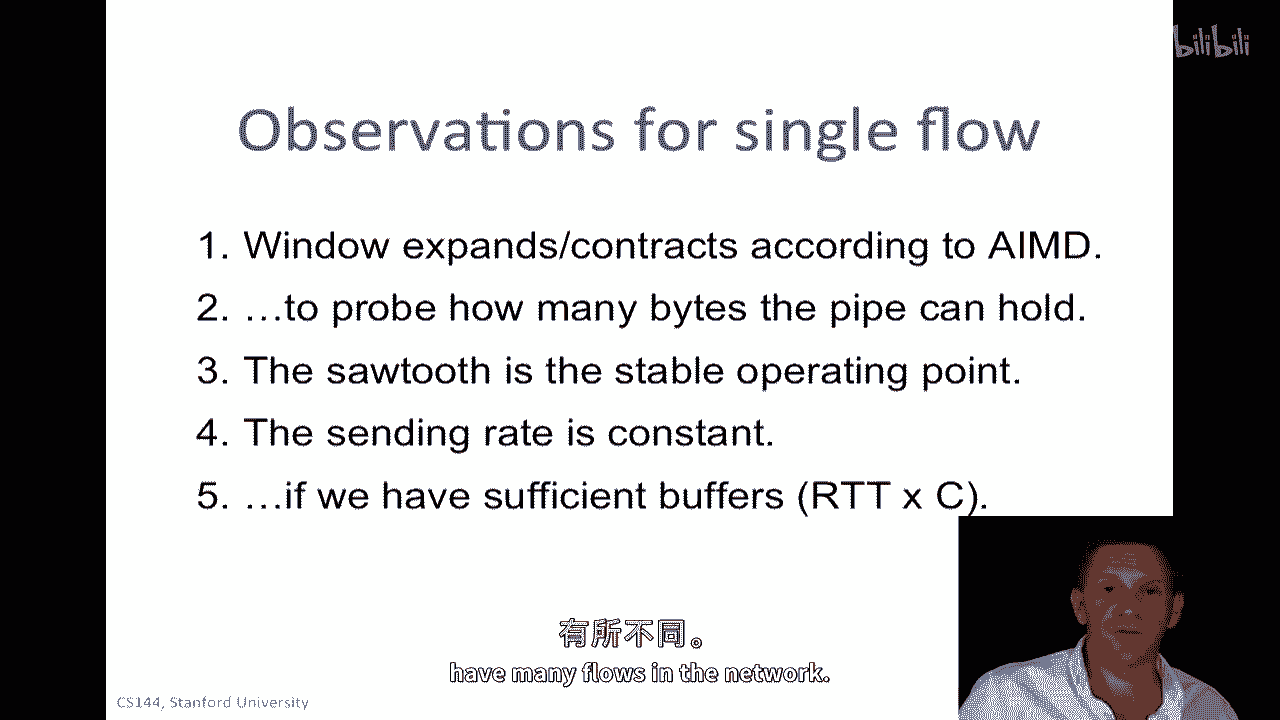 bilibili
Observations for single flow
1. Window expands/contracts according to AIMD.
2. …to probe how many bytes the pipe can hold.
3. The sawtooth is the stable operating point.
4. The sending rate is constant.
5. …if we have sufficient buffers (RTT x C).
有所不同。
have many flows in the network.
CS144, Stanford University